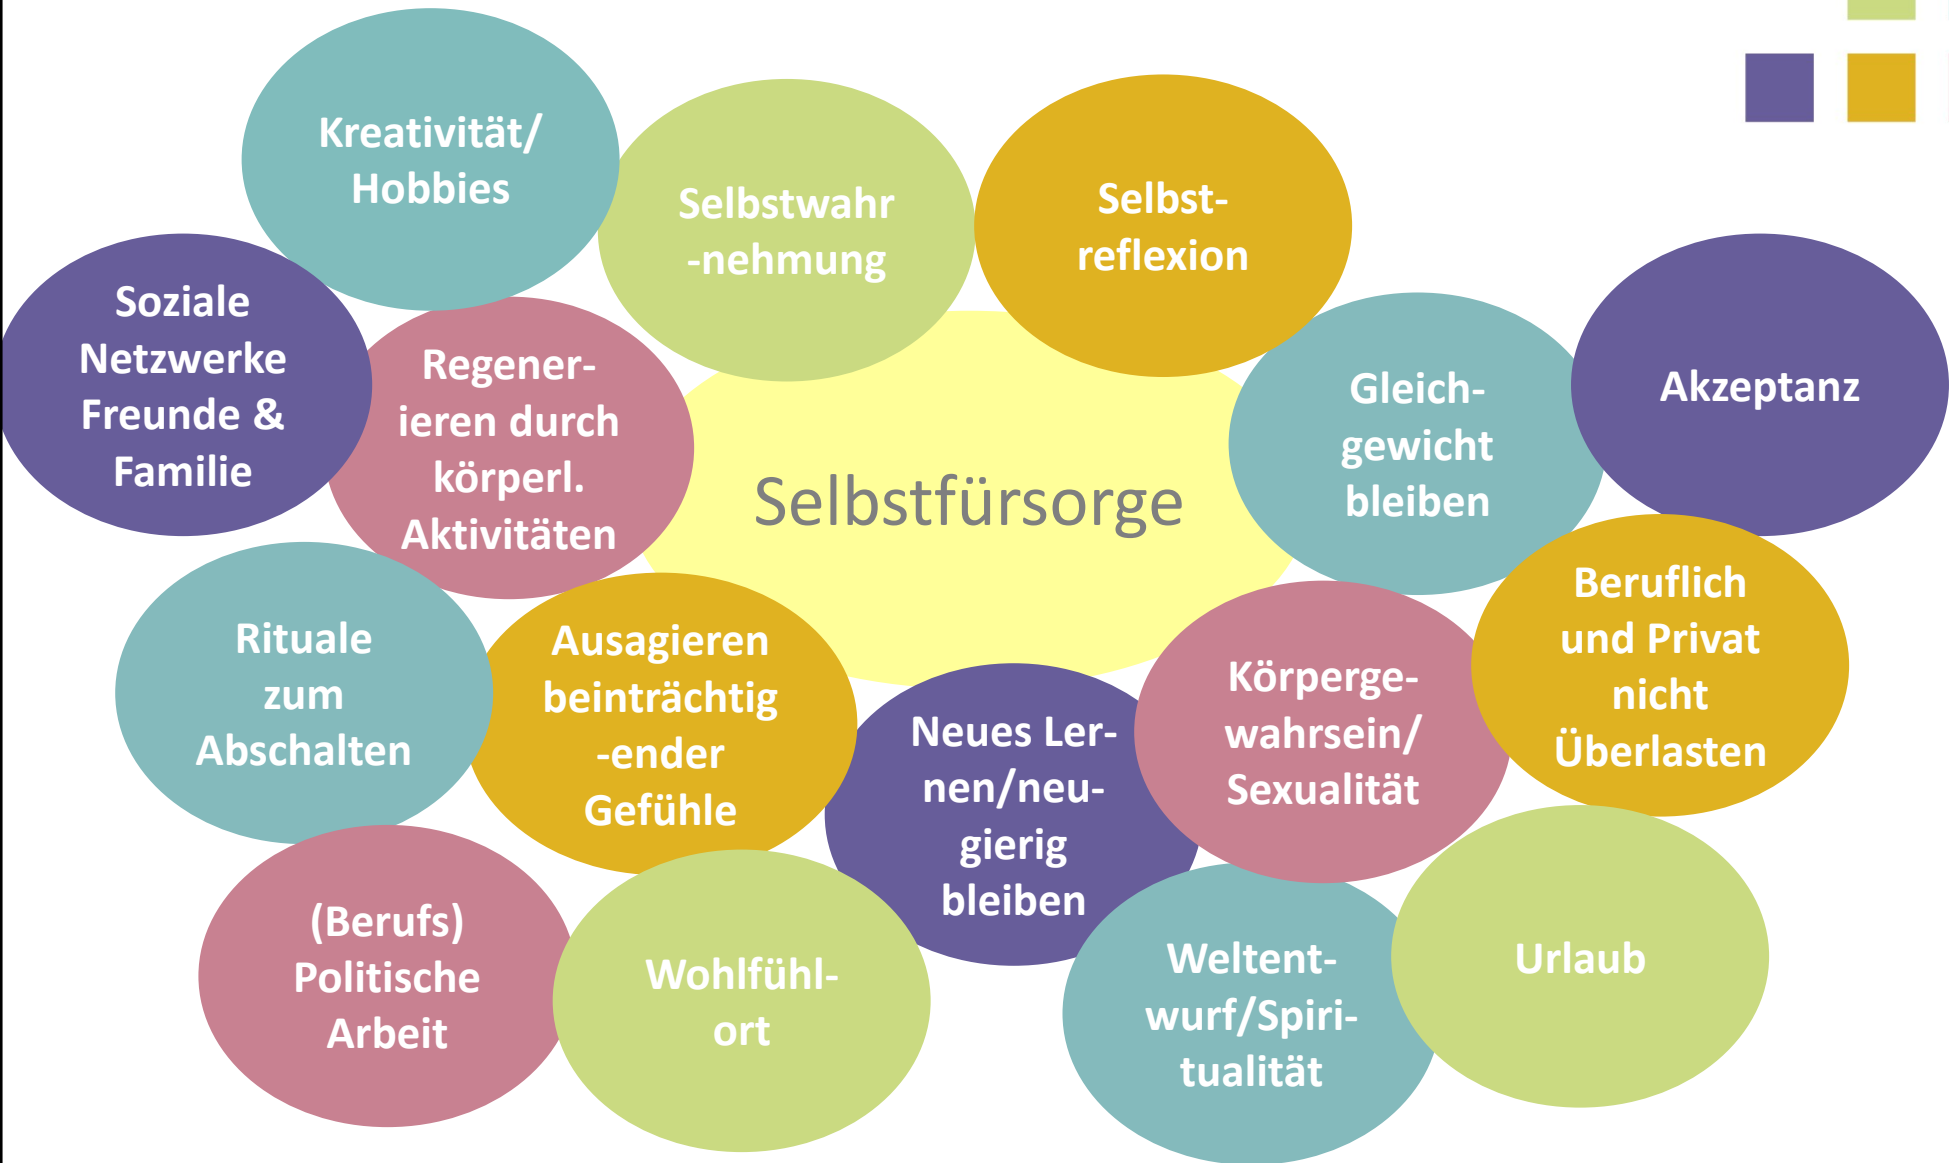 Kreativität/
Hobbies
Selbstwahr
-nehmung
Selbst-
reflexion
Soziale
Netzwerke
Freunde &
Familie
Regener-
ieren durch
körperl.
Aktivitäten
Selbstfürsorge
Gleich-
gewicht
bleiben
Akzeptanz
Rituale
zum
Abschalten
Ausagieren
beinträchtig
-ender
Gefühle
Neues Ler-
nen/neu-
gierig
bleiben
Körperge-
wahrsein/
Sexualität
Beruflich
und Privat
nicht
Überlasten
(Berufs)
Politische
Arbeit
Wohlfühl-
ort
Weltent-
wurf/Spiri-
tualität
Urlaub